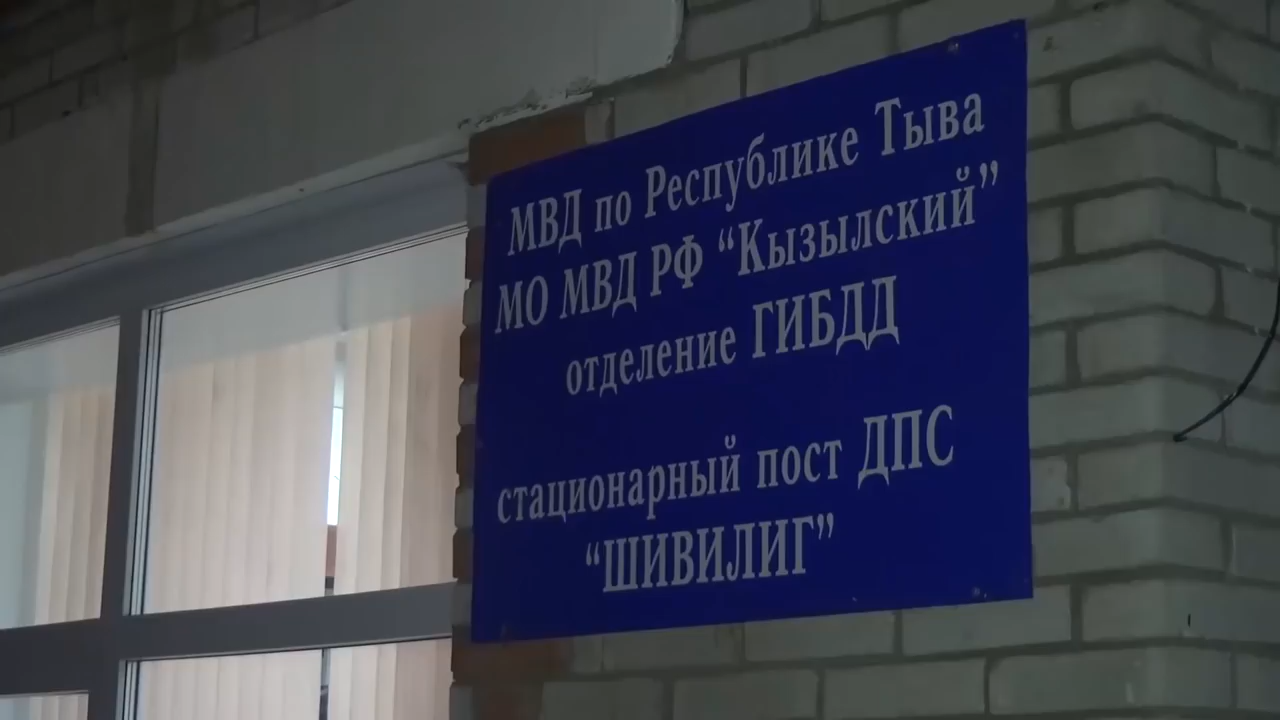 МВД по Республике Тыва
МО МВД РФ “Кызылский”
отделение ГИБДД
стационарный пост ДПС
“ШИВИЛИГ”